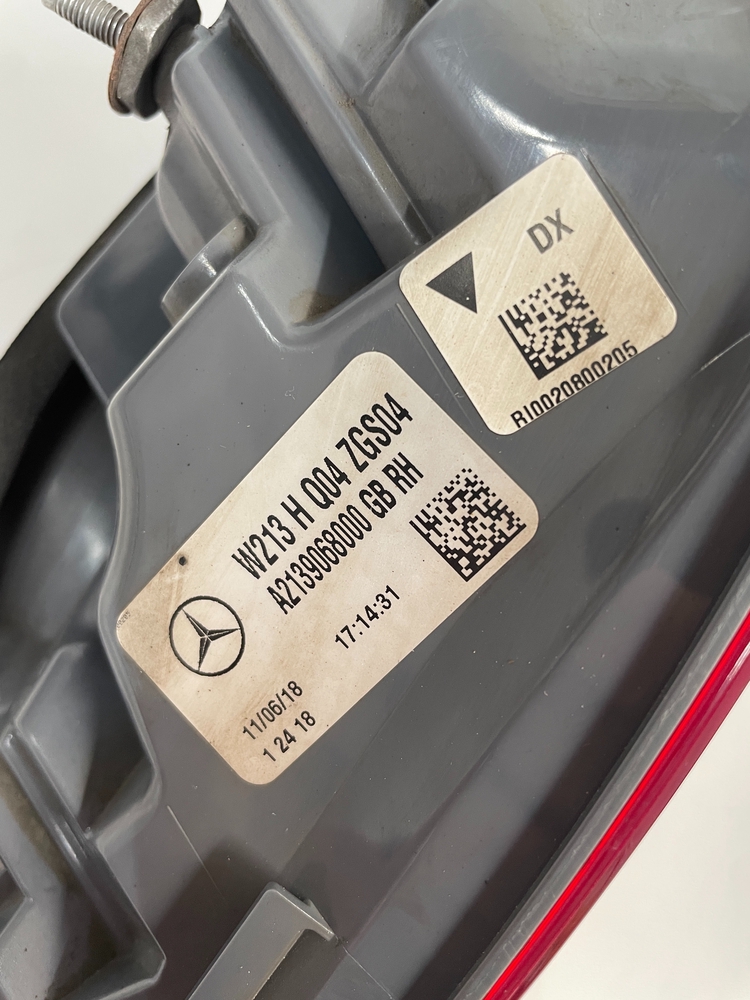 DX
RI0020800205
W213 H Q04 ZGS04
A2139068000 GB RH
17:14:31
11/06/18
1 24 18